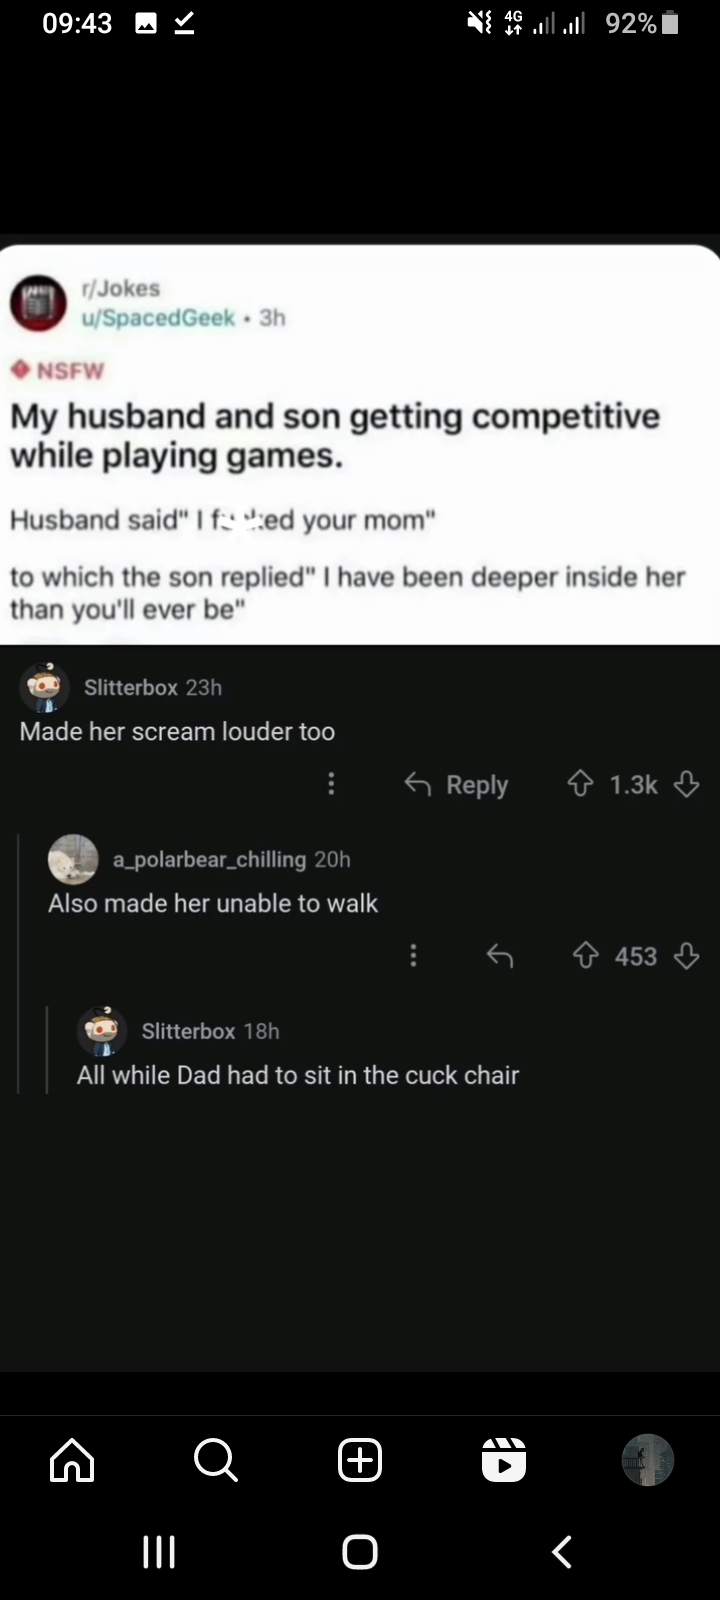 09:43
4G
92%
r/Jokes
u/SpacedGeek • 3h
NSFW
My husband and son getting competitive
while playing games.
Husband said" I f ked your mom"
to which the son replied" I have been deeper inside her
than you'll ever be"
Slitterbox 23h
Made her scream louder too
Reply 1.3k
a_polarbear_chilling 20h
Also made her unable to walk
453
Slitterbox 18h
All while Dad had to sit in the cuck chair